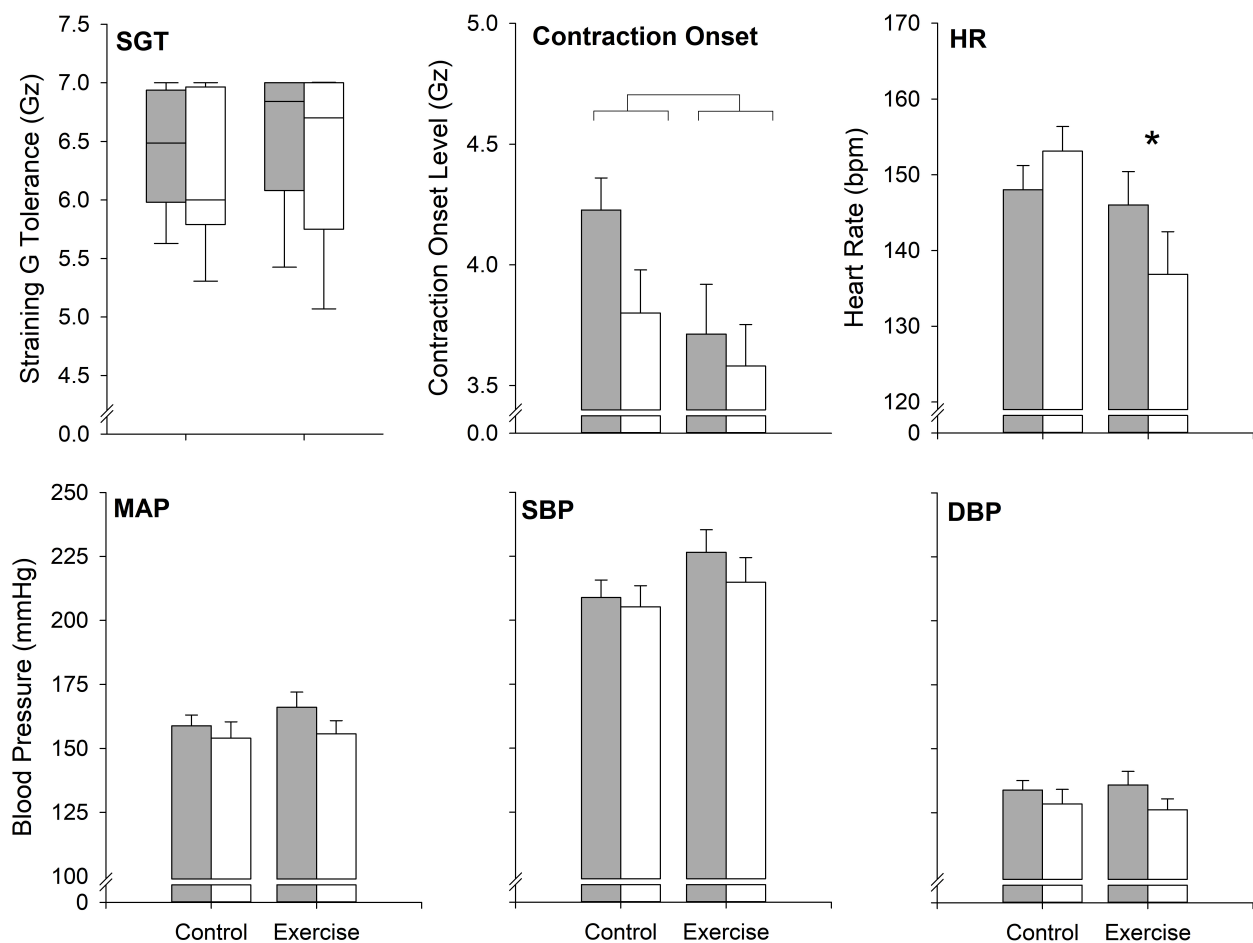 SGT
Straining G Tolerance (Gz)
7.5
7.0
6.5
6.0
5.5
5.0
4.5
0.0
Contraction Onset
Contraction Onset Level (Gz)
5.0
4.5
4.0
3.5
0.0
HR
Heart Rate (bpm)
170
160
150
140
130
120
0
*
MAP
Blood Pressure (mmHg)
250
225
200
175
150
125
100
0
Control Exercise
SBP
Control Exercise
DBP
Control Exercise